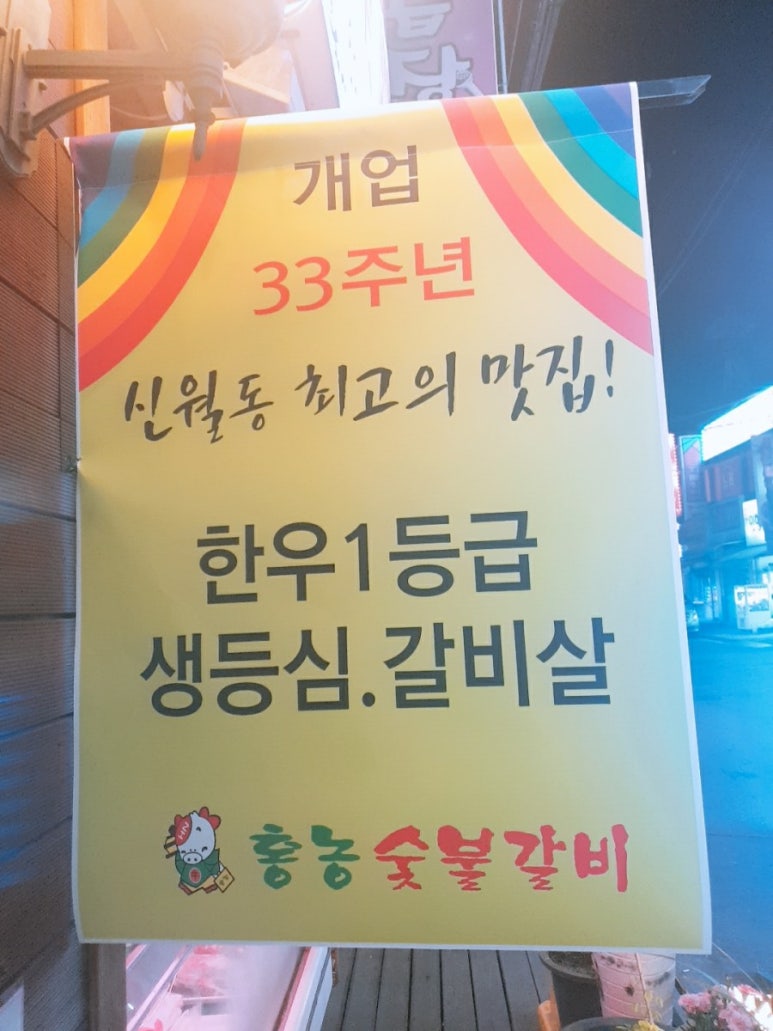 개업
33주년
신월동 최고의 맛집!
한우1등급
생등심.갈비살
홍농숯불갈비